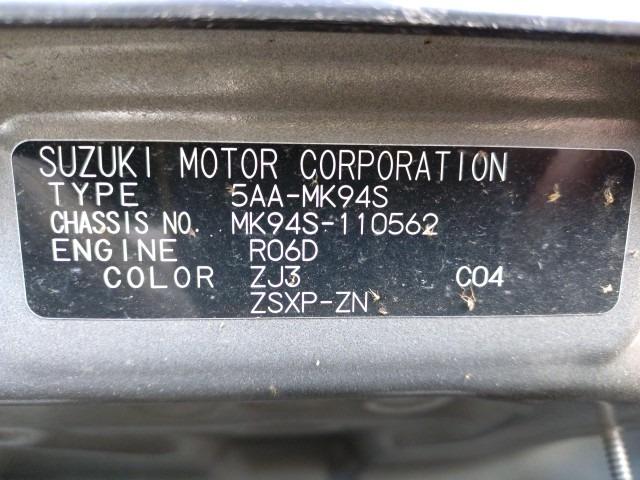 SUZUKI MOTOR CORPORATION
TYPE 5AA-MK94S
CHASSIS NO. MK94S-110562
ENGINE R06D
COLOR ZJ3 C04
ZSXP-ZN